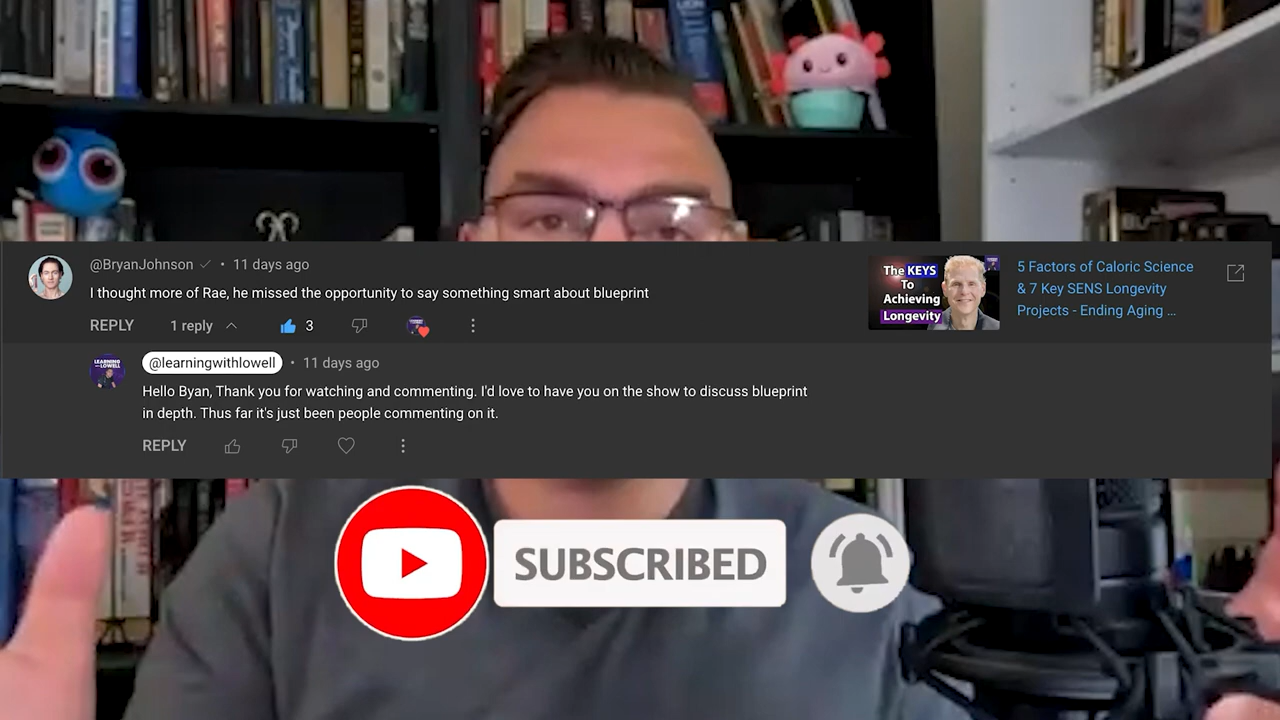 @BryanJohnson • 11 days ago
I thought more of Rae, he missed the opportunity to say something smart about blueprint
REPLY 1 reply 3
The KEYS
To
Achieving
Longevity
5 Factors of Caloric Science
& 7 Key SENS Longevity
Projects - Ending Aging ...
LEARNING
LOWELL
@learningwithlowell • 11 days ago
Hello Byan, Thank you for watching and commenting. I'd love to have you on the show to discuss blueprint
in depth. Thus far it's just been people commenting on it.
REPLY
SUBSCRIBED